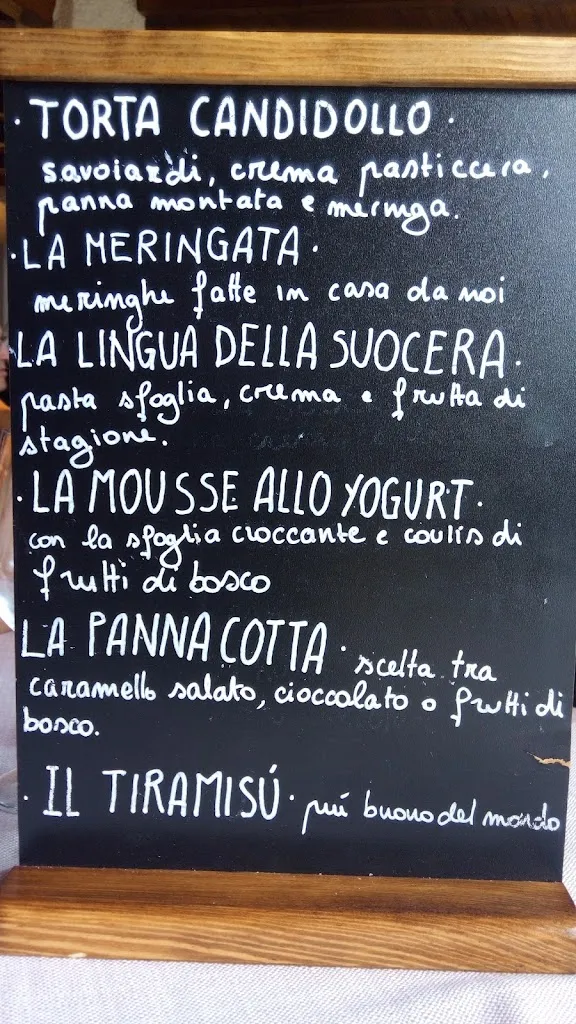 · TORTA CANDIDOLLO ·
savoiardi, crema pasticcera,
panna montata e meringa.
· LA MERINGATA ·
meringhe fatte in casa da noi
LA LINGUA DELLA SUOCERA ·
pasta sfoglia, crema e frutta di
stagione.
· LA MOUSSE ALLO YOGURT ·
con la sfoglia croccante e coulis di
frutti di bosco
LA PANNA COTTA · scelta tra
caramello salato, cioccolato o frutti di
bosco.
· IL TIRAMISÚ · piú buono del mondo